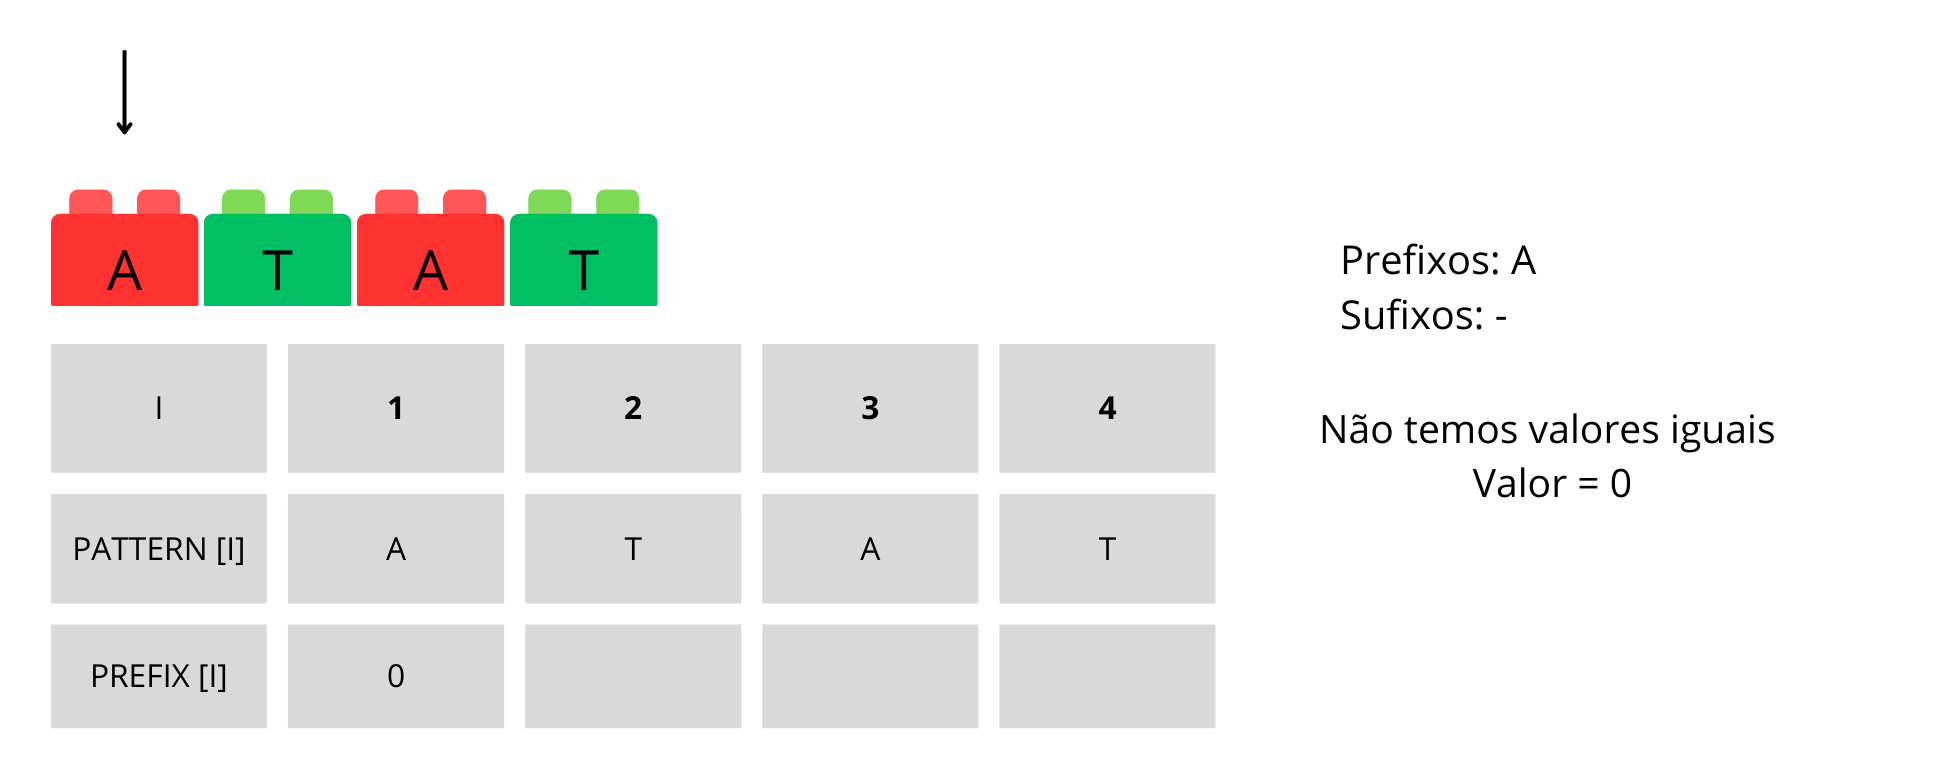 A T A T
Prefixos: A
Sufixos: -
I 1 2 3 4
Não temos valores iguais
Valor = 0
PATTERN [I] A T A T
PREFIX [I] 0